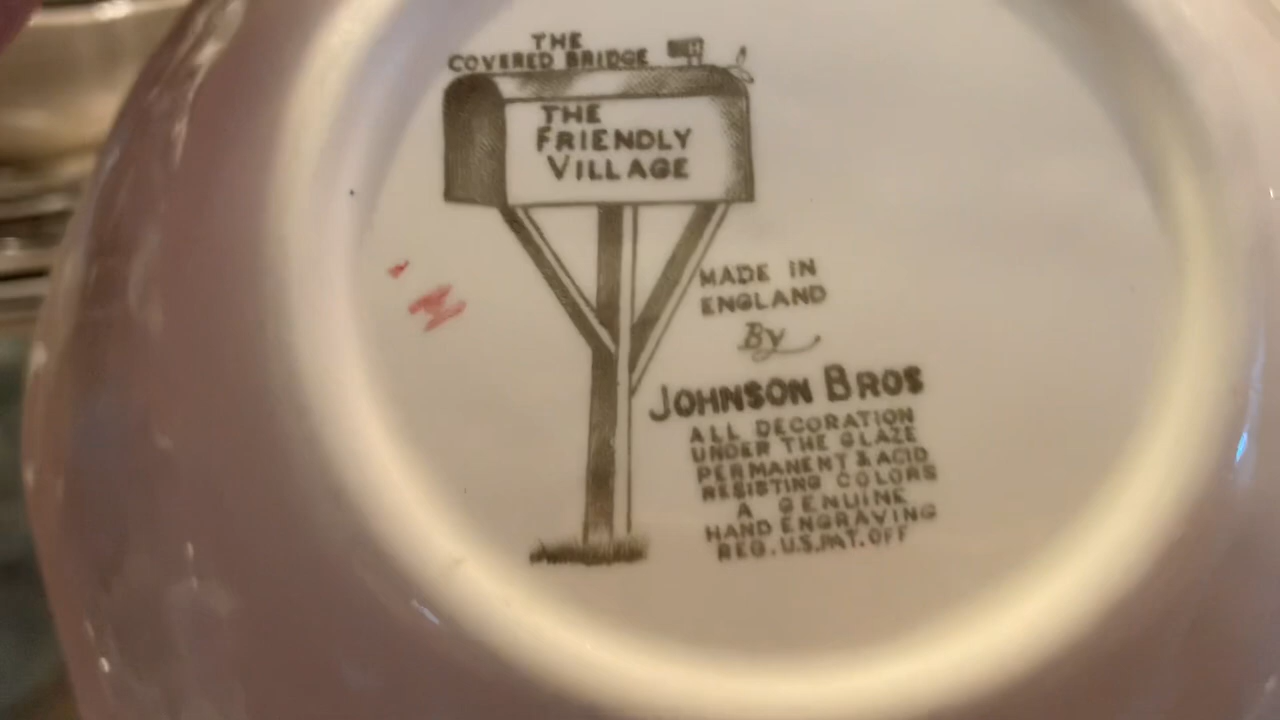 THE
COVERED BRIDGE
THE
FRIENDLY
VILLAGE
MADE IN
ENGLAND
By
JOHNSON BROS
ALL DECORATION
UNDER THE GLAZE
PERMANENT & ACID
RESISTING COLORS
A GENUINE
HAND ENGRAVING
REG. U.S. PAT. OFF